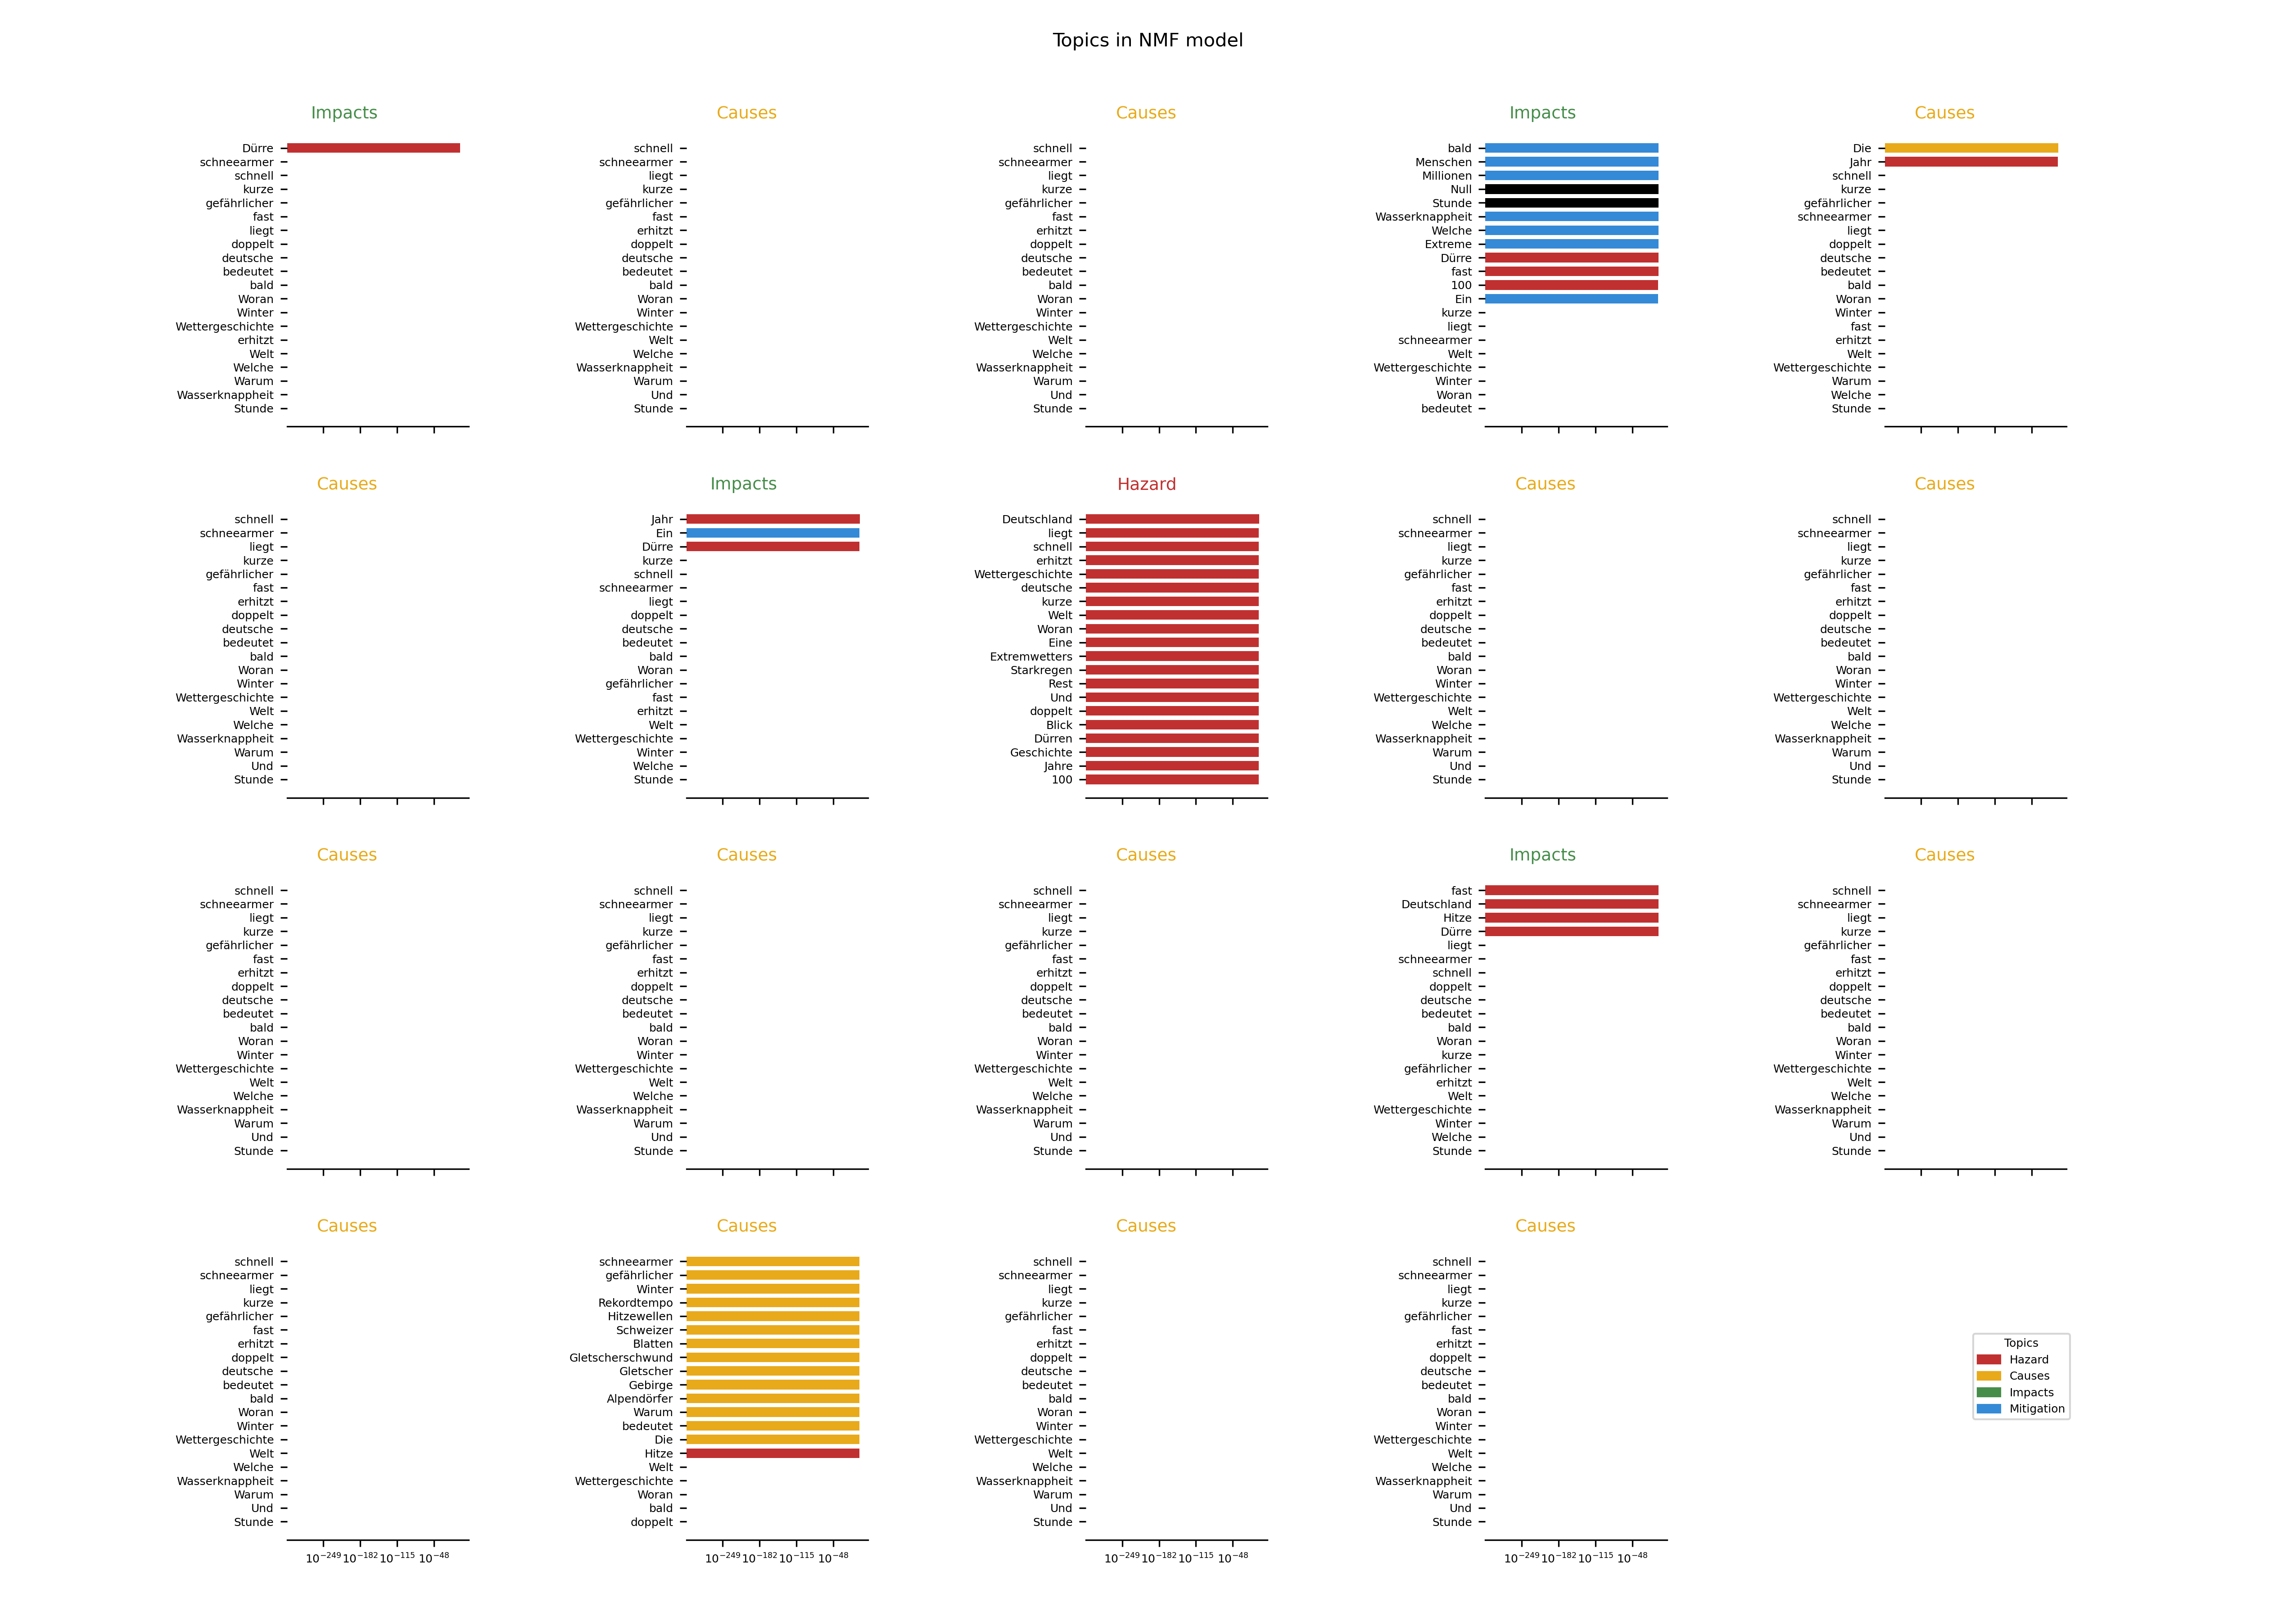 Topics in NMF model
Impacts
Dürre
schneearmer
schnell
kurze
gefährlicher
fast
liegt
doppelt
deutsche
bedeutet
bald
Woran
Winter
Wettergeschichte
erhitzt
Welt
Welche
Warum
Wasserknappheit
Stunde
Causes
schnell
schneearmer
liegt
kurze
gefährlicher
fast
erhitzt
doppelt
deutsche
bedeutet
bald
Woran
Winter
Wettergeschichte
Welt
Welche
Wasserknappheit
Warum
Und
Stunde
Causes
schnell
schneearmer
liegt
kurze
gefährlicher
fast
erhitzt
doppelt
deutsche
bedeutet
bald
Woran
Winter
Wettergeschichte
Welt
Welche
Wasserknappheit
Warum
Und
Stunde
Impacts
bald
Menschen
Millionen
Null
Stunde
Wasserknappheit
Welche
Extreme
Dürre
fast
100
Ein
kurze
liegt
schneearmer
Welt
Wettergeschichte
Winter
Woran
bedeutet
Causes
Die
Jahr
schnell
kurze
gefährlicher
schneearmer
liegt
doppelt
deutsche
bedeutet
bald
Woran
Winter
fast
erhitzt
Welt
Wettergeschichte
Warum
Welche
Stunde
Causes
schnell
schneearmer
liegt
kurze
gefährlicher
fast
erhitzt
doppelt
deutsche
bedeutet
bald
Woran
Winter
Wettergeschichte
Welt
Welche
Wasserknappheit
Warum
Und
Stunde
Impacts
Jahr
Ein
Dürre
kurze
schnell
schneearmer
liegt
doppelt
deutsche
bedeutet
bald
Woran
gefährlicher
fast
erhitzt
Welt
Wettergeschichte
Winter
Welche
Stunde
Hazard
Deutschland
liegt
schnell
erhitzt
Wettergeschichte
deutsche
kurze
Welt
Woran
Eine
Extremwetters
Starkregen
Rest
Und
doppelt
Blick
Dürren
Geschichte
Jahre
100
Causes
schnell
schneearmer
liegt
kurze
gefährlicher
fast
erhitzt
doppelt
deutsche
bedeutet
bald
Woran
Winter
Wettergeschichte
Welt
Welche
Wasserknappheit
Warum
Und
Stunde
Causes
schnell
schneearmer
liegt
kurze
gefährlicher
fast
erhitzt
doppelt
deutsche
bedeutet
bald
Woran
Winter
Wettergeschichte
Welt
Welche
Wasserknappheit
Warum
Und
Stunde
Causes
schnell
schneearmer
liegt
kurze
gefährlicher
fast
erhitzt
doppelt
deutsche
bedeutet
bald
Woran
Winter
Wettergeschichte
Welt
Welche
Wasserknappheit
Warum
Und
Stunde
Causes
schnell
schneearmer
liegt
kurze
gefährlicher
fast
erhitzt
doppelt
deutsche
bedeutet
bald
Woran
Winter
Wettergeschichte
Welt
Welche
Wasserknappheit
Warum
Und
Stunde
Causes
schnell
schneearmer
liegt
kurze
gefährlicher
fast
erhitzt
doppelt
deutsche
bedeutet
bald
Woran
Winter
Wettergeschichte
Welt
Welche
Wasserknappheit
Warum
Und
Stunde
Impacts
fast
Deutschland
Hitze
Dürre
liegt
schneearmer
schnell
doppelt
deutsche
bedeutet
bald
Woran
kurze
gefährlicher
erhitzt
Welt
Wettergeschichte
Winter
Welche
Stunde
Causes
schnell
schneearmer
liegt
kurze
gefährlicher
fast
erhitzt
doppelt
deutsche
bedeutet
bald
Woran
Winter
Wettergeschichte
Welt
Welche
Wasserknappheit
Warum
Und
Stunde
Causes
schnell
schneearmer
liegt
kurze
gefährlicher
fast
erhitzt
doppelt
deutsche
bedeutet
bald
Woran
Winter
Wettergeschichte
Welt
Welche
Wasserknappheit
Warum
Und
Stunde
10⁻²⁴⁹ 10⁻¹⁸² 10⁻¹¹⁵ 10⁻⁴⁸
Causes
schneearmer
gefährlicher
Winter
Rekordtempo
Hitzewellen
Schweizer
Blatten
Gletscherschwund
Gletscher
Gebirge
Alpendörfer
Warum
bedeutet
Die
Hitze
Welt
Wettergeschichte
Woran
bald
doppelt
10⁻²⁴⁹ 10⁻¹⁸² 10⁻¹¹⁵ 10⁻⁴⁸
Causes
schnell
schneearmer
liegt
kurze
gefährlicher
fast
erhitzt
doppelt
deutsche
bedeutet
bald
Woran
Winter
Wettergeschichte
Welt
Welche
Wasserknappheit
Warum
Und
Stunde
10⁻²⁴⁹ 10⁻¹⁸² 10⁻¹¹⁵ 10⁻⁴⁸
Causes
schnell
schneearmer
liegt
kurze
gefährlicher
fast
erhitzt
doppelt
deutsche
bedeutet
bald
Woran
Winter
Wettergeschichte
Welt
Welche
Wasserknappheit
Warum
Und
Stunde
10⁻²⁴⁹ 10⁻¹⁸² 10⁻¹¹⁵ 10⁻⁴⁸
Topics
Hazard
Causes
Impacts
Mitigation